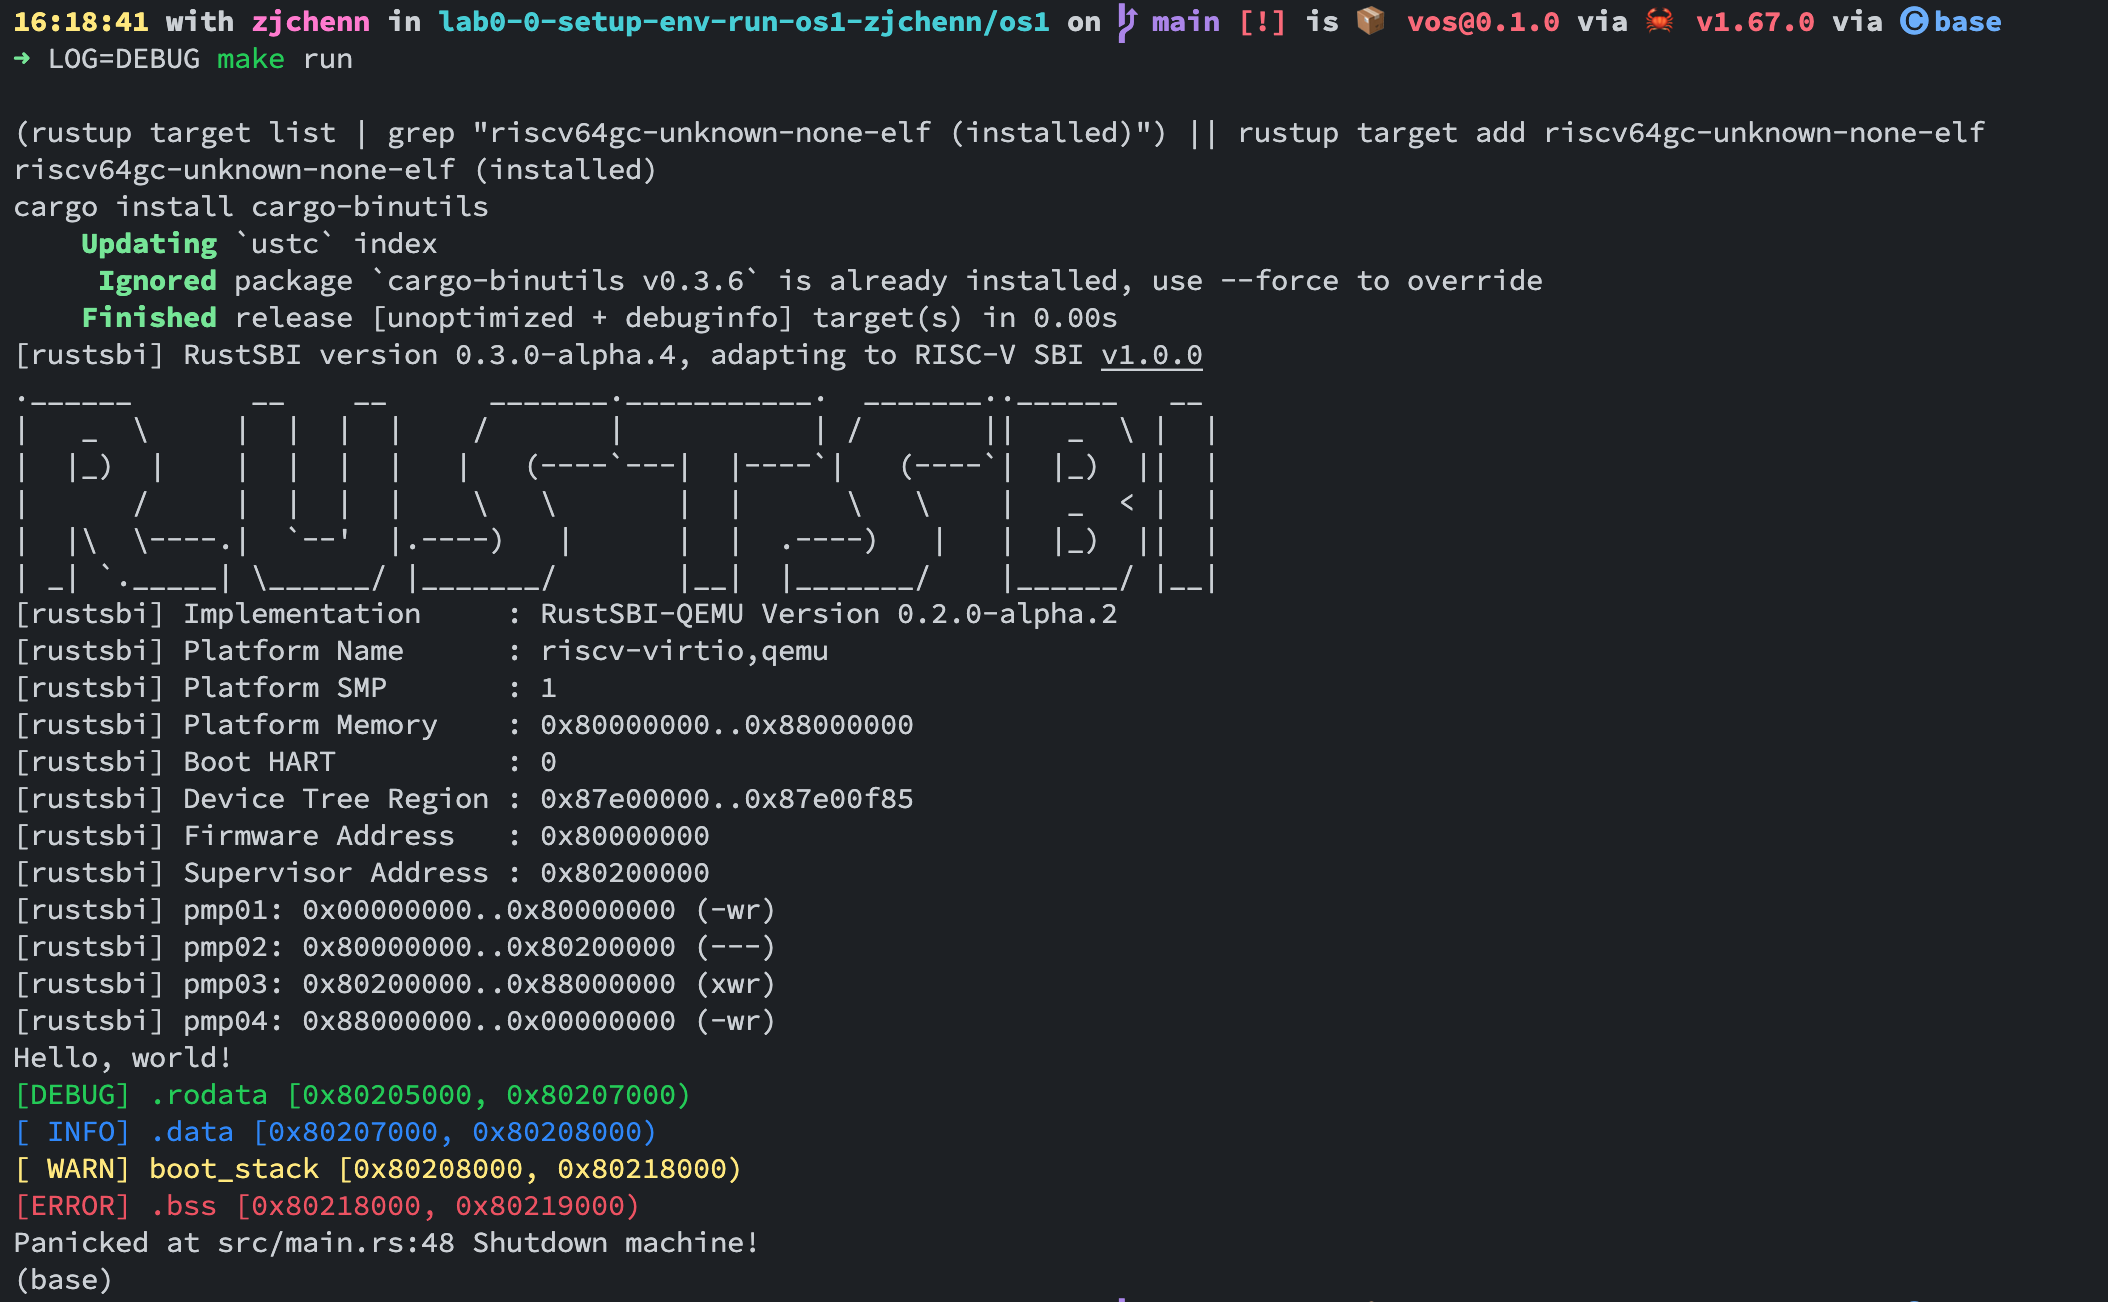 16:18:41 with zjchenn in lab0-0-setup-env-run-os1-zjchenn/os1 on main [!] is 📦 vos@0.1.0 via 🦀 v1.67.0 via ©base
➜ LOG=DEBUG make run
(rustup target list | grep "riscv64gc-unknown-none-elf (installed)") || rustup target add riscv64gc-unknown-none-elf
riscv64gc-unknown-none-elf (installed)
cargo install cargo-binutils
    Updating `ustc` index
     Ignored package `cargo-binutils v0.3.6` is already installed, use --force to override
    Finished release [unoptimized + debuginfo] target(s) in 0.00s
[rustsbi] RustSBI version 0.3.0-alpha.4, adapting to RISC-V SBI v1.0.0
.______       __    __      _______.___________.  _______..______   __
|   _  \     |  |  |  |    /       |           | /       ||   _  \ |  |
|  |_)  |    |  |  |  |   |   (----`---|  |----`|   (----`|  |_)  ||  |
|      /     |  |  |  |    \   \       |  |      \   \    |   _  < |  |
|  |\  \----.|  `--'  |.----)   |      |  |  .----)   |   |  |_)  ||  |
| _| `._____| \______/ |_______/       |__|  |_______/    |______/ |__|
[rustsbi] Implementation     : RustSBI-QEMU Version 0.2.0-alpha.2
[rustsbi] Platform Name      : riscv-virtio,qemu
[rustsbi] Platform SMP       : 1
[rustsbi] Platform Memory    : 0x80000000..0x88000000
[rustsbi] Boot HART          : 0
[rustsbi] Device Tree Region : 0x87e00000..0x87e00f85
[rustsbi] Firmware Address   : 0x80000000
[rustsbi] Supervisor Address : 0x80200000
[rustsbi] pmp01: 0x00000000..0x80000000 (-wr)
[rustsbi] pmp02: 0x80000000..0x80200000 (---)
[rustsbi] pmp03: 0x80200000..0x88000000 (xwr)
[rustsbi] pmp04: 0x88000000..0x00000000 (-wr)
Hello, world!
[DEBUG] .rodata [0x80205000, 0x80207000)
[ INFO] .data [0x80207000, 0x80208000)
[ WARN] boot_stack [0x80208000, 0x80218000)
[ERROR] .bss [0x80218000, 0x80219000)
Panicked at src/main.rs:48 Shutdown machine!
(base)